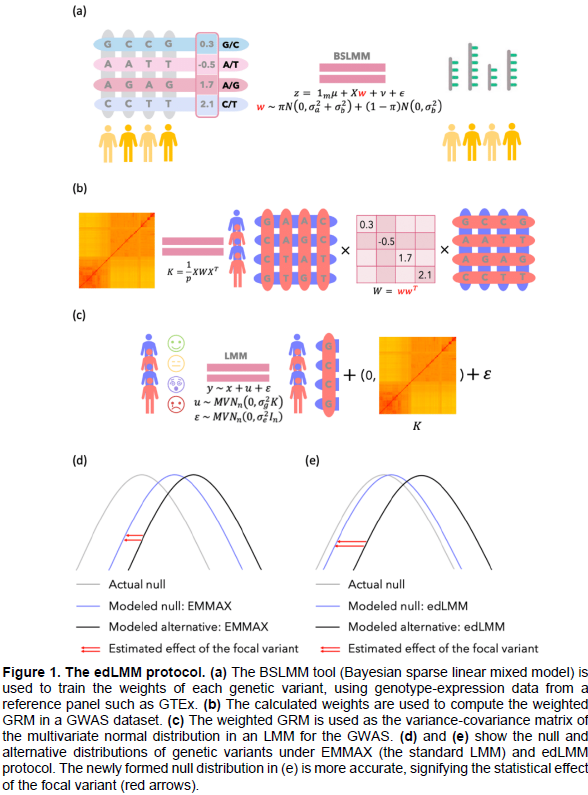 (a)
G C C G 0.3 G/C
A A T T -0.5 A/T
A G A G 1.7 A/G
C C T T 2.1 C/T
BSLMM
z = 1ₘμ + Xw + ν + ϵ
w ~ πN(0, σₐ² + σ_b²) + (1 − π)N(0, σ_b²)
(b)
K = 1/p XWXᵀ
G A A C
C A G C
C T A T
G T G T
×
0.3
-0.5
1.7
2.1
W = wwᵀ
×
G C C G
A A T T
A G A G
C C T T
(c)
LMM
y ~ x + u + ε
u ~ MVNₙ(0, σ_g²K)
ε ~ MVNₙ(0, σₑ²Iₙ)
G
C
C
G
+ (0, ) + ε
K
(d)
Actual null
Modeled null: EMMAX
Modeled alternative: EMMAX
Estimated effect of the focal variant
(e)
Actual null
Modeled null: edLMM
Modeled alternative: edLMM
Estimated effect of the focal variant
Figure 1. The edLMM protocol. (a) The BSLMM tool (Bayesian sparse linear mixed model) is
used to train the weights of each genetic variant, using genotype-expression data from a
reference panel such as GTEx. (b) The calculated weights are used to compute the weighted
GRM in a GWAS dataset. (c) The weighted GRM is used as the variance-covariance matrix of
the multivariate normal distribution in an LMM for the GWAS. (d) and (e) show the null and
alternative distributions of genetic variants under EMMAX (the standard LMM) and edLMM
protocol. The newly formed null distribution in (e) is more accurate, signifying the statistical effect
of the focal variant (red arrows).